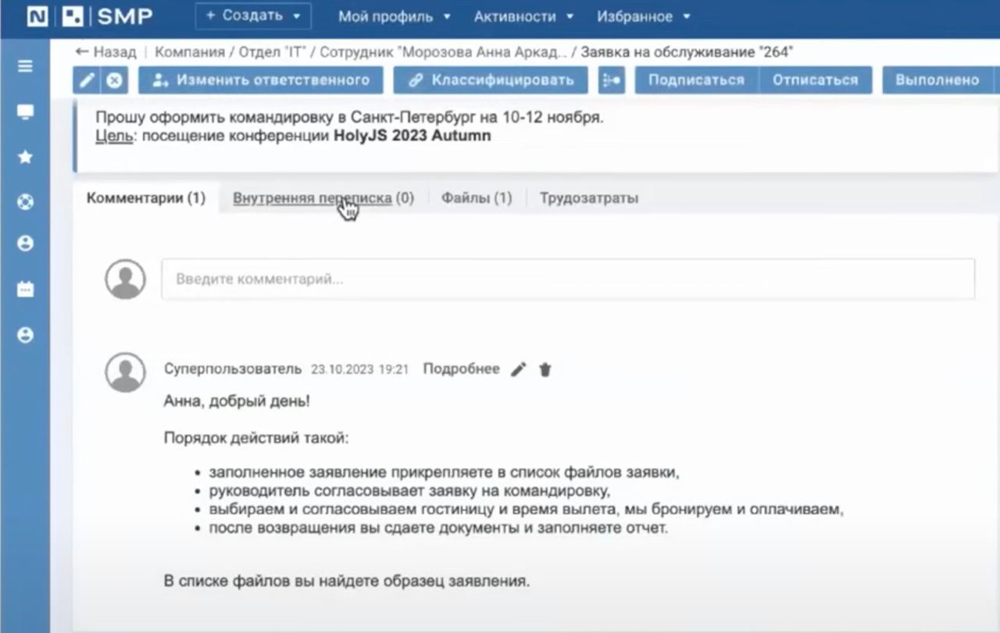 N SMP + Создать Мой профиль Активности Избранное
← Назад | Компания / Отдел "IT" / Сотрудник "Морозова Анна Аркад... / Заявка на обслуживание "264"
Изменить ответственного Классифицировать Подписаться Отписаться Выполнено
Прошу оформить командировку в Санкт-Петербург на 10-12 ноября.
Цель: посещение конференции HolyJS 2023 Autumn
Комментарии (1) Внутренняя переписка (0) Файлы (1) Трудозатраты
Введите комментарий...
Суперпользователь 23.10.2023 19:21 Подробнее
Анна, добрый день!
Порядок действий такой:
• заполненное заявление прикрепляете в список файлов заявки,
• руководитель согласовывает заявку на командировку,
• выбираем и согласовываем гостиницу и время вылета, мы бронируем и оплачиваем,
• после возвращения вы сдаете документы и заполняете отчет.
В списке файлов вы найдете образец заявления.